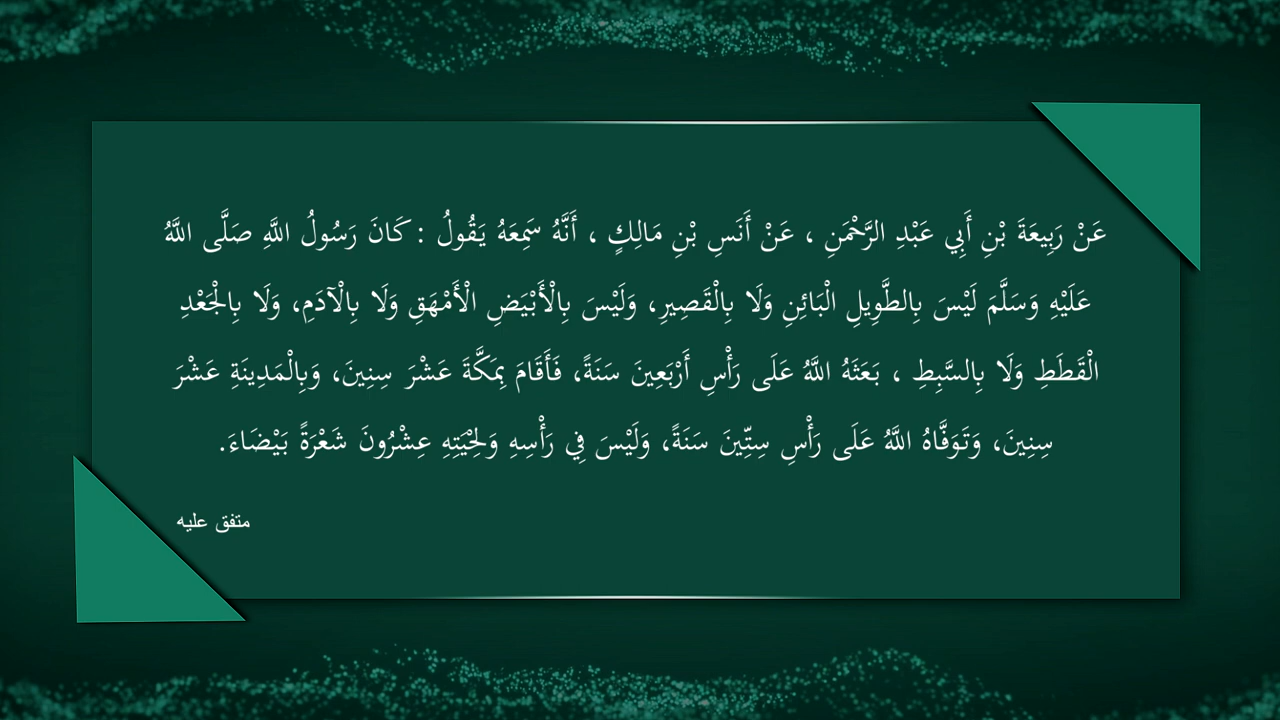 عَنْ رَبِيعَةَ بْنِ أَبِي عَبْدِ الرَّحْمَنِ ، عَنْ أَنَسِ بْنِ مَالِكٍ ، أَنَّهُ سَمِعَهُ يَقُولُ : كَانَ رَسُولُ اللَّهِ صَلَّى اللَّهُ
عَلَيْهِ وَسَلَّمَ لَيْسَ بِالطَّوِيلِ الْبَائِنِ وَلَا بِالْقَصِيرِ، وَلَيْسَ بِالْأَبْيَضِ الْأَمْهَقِ وَلَا بِالْآدَمِ، وَلَا بِالْجَعْدِ
الْقَطَطِ وَلَا بِالسَّبِطِ ، بَعَثَهُ اللَّهُ عَلَى رَأْسِ أَرْبَعِينَ سَنَةً، فَأَقَامَ بِمَكَّةَ عَشْرَ سِنِينَ، وَبِالْمَدِينَةِ عَشْرَ
سِنِينَ، وَتَوَفَّاهُ اللَّهُ عَلَى رَأْسِ سِتِّينَ سَنَةً، وَلَيْسَ فِي رَأْسِهِ وَلِحْيَتِهِ عِشْرُونَ شَعْرَةً بَيْضَاءَ.
متفق عليه